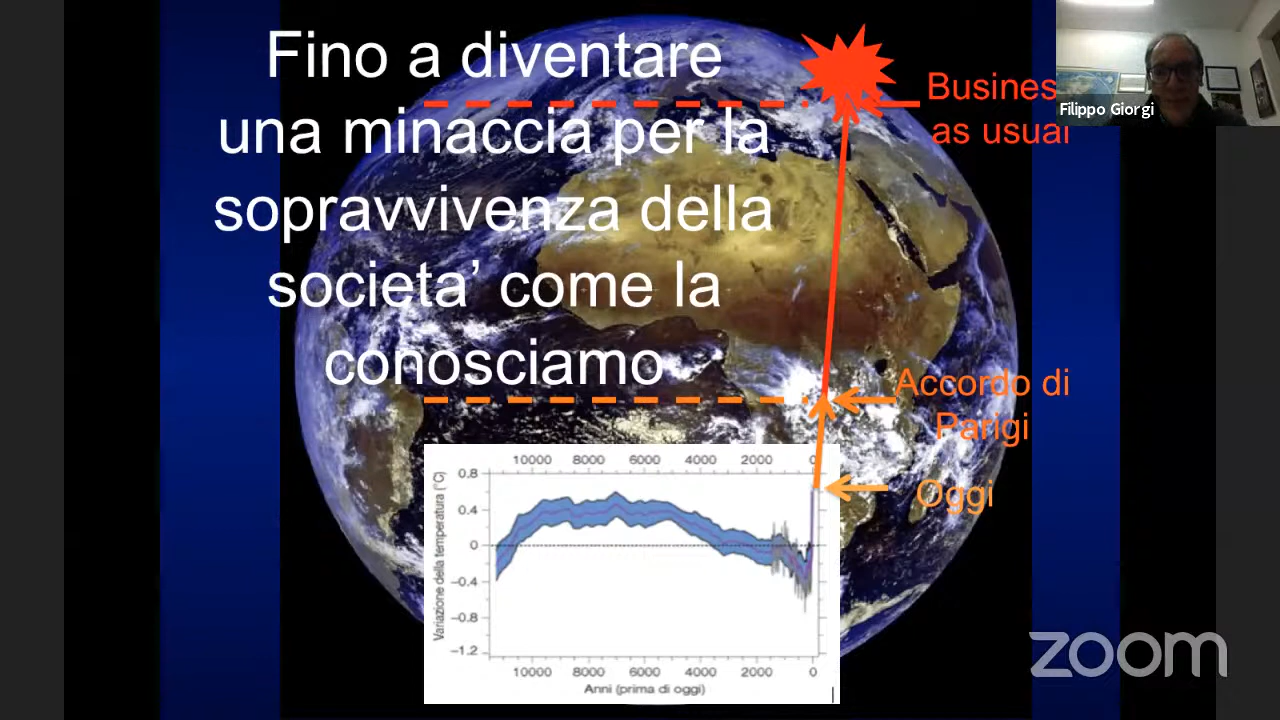 Fino a diventare
una minaccia per la
sopravvivenza della
societa’ come la
conosciamo
Busines
as usual
Filippo Giorgi
Accordo di
Parigi
Oggi
10000 8000 6000 4000 2000 0
0.8
0.4
0
−0.4
−0.8
−1.2
Variazione della temperatura (°C)
10000 8000 6000 4000 2000 0
Anni (prima di oggi)
zoom